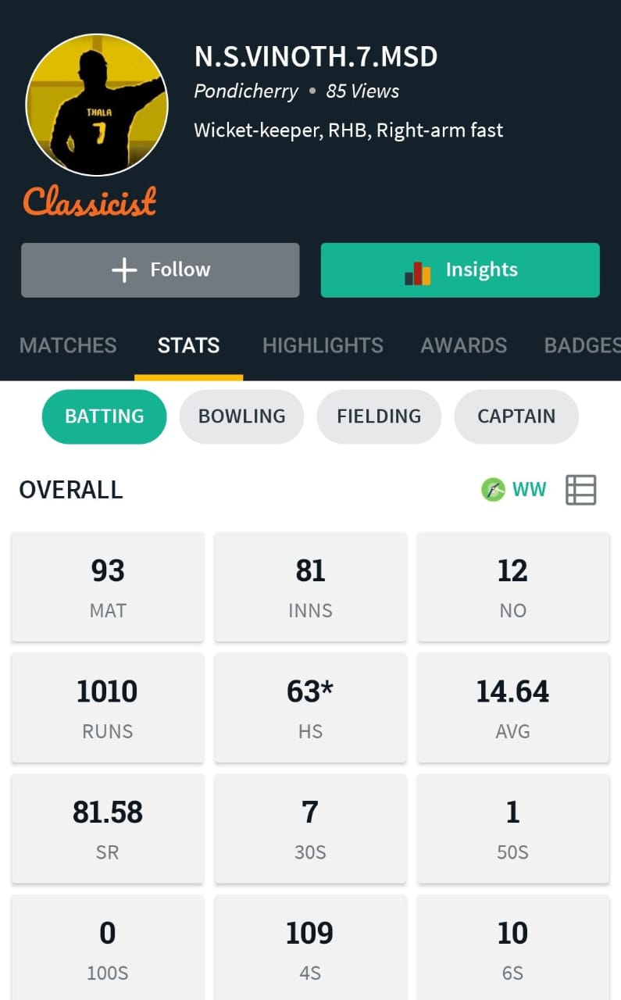 N.S.VINOTH.7.MSD
Pondicherry • 85 Views
Wicket-keeper, RHB, Right-arm fast
THALA
7
Classicist
+ Follow
Insights
MATCHES STATS HIGHLIGHTS AWARDS BADGES
BATTING BOWLING FIELDING CAPTAIN
OVERALL WW
93 81 12
MAT INNS NO
1010 63* 14.64
RUNS HS AVG
81.58 7 1
SR 30S 50S
0 109 10
100S 4S 6S